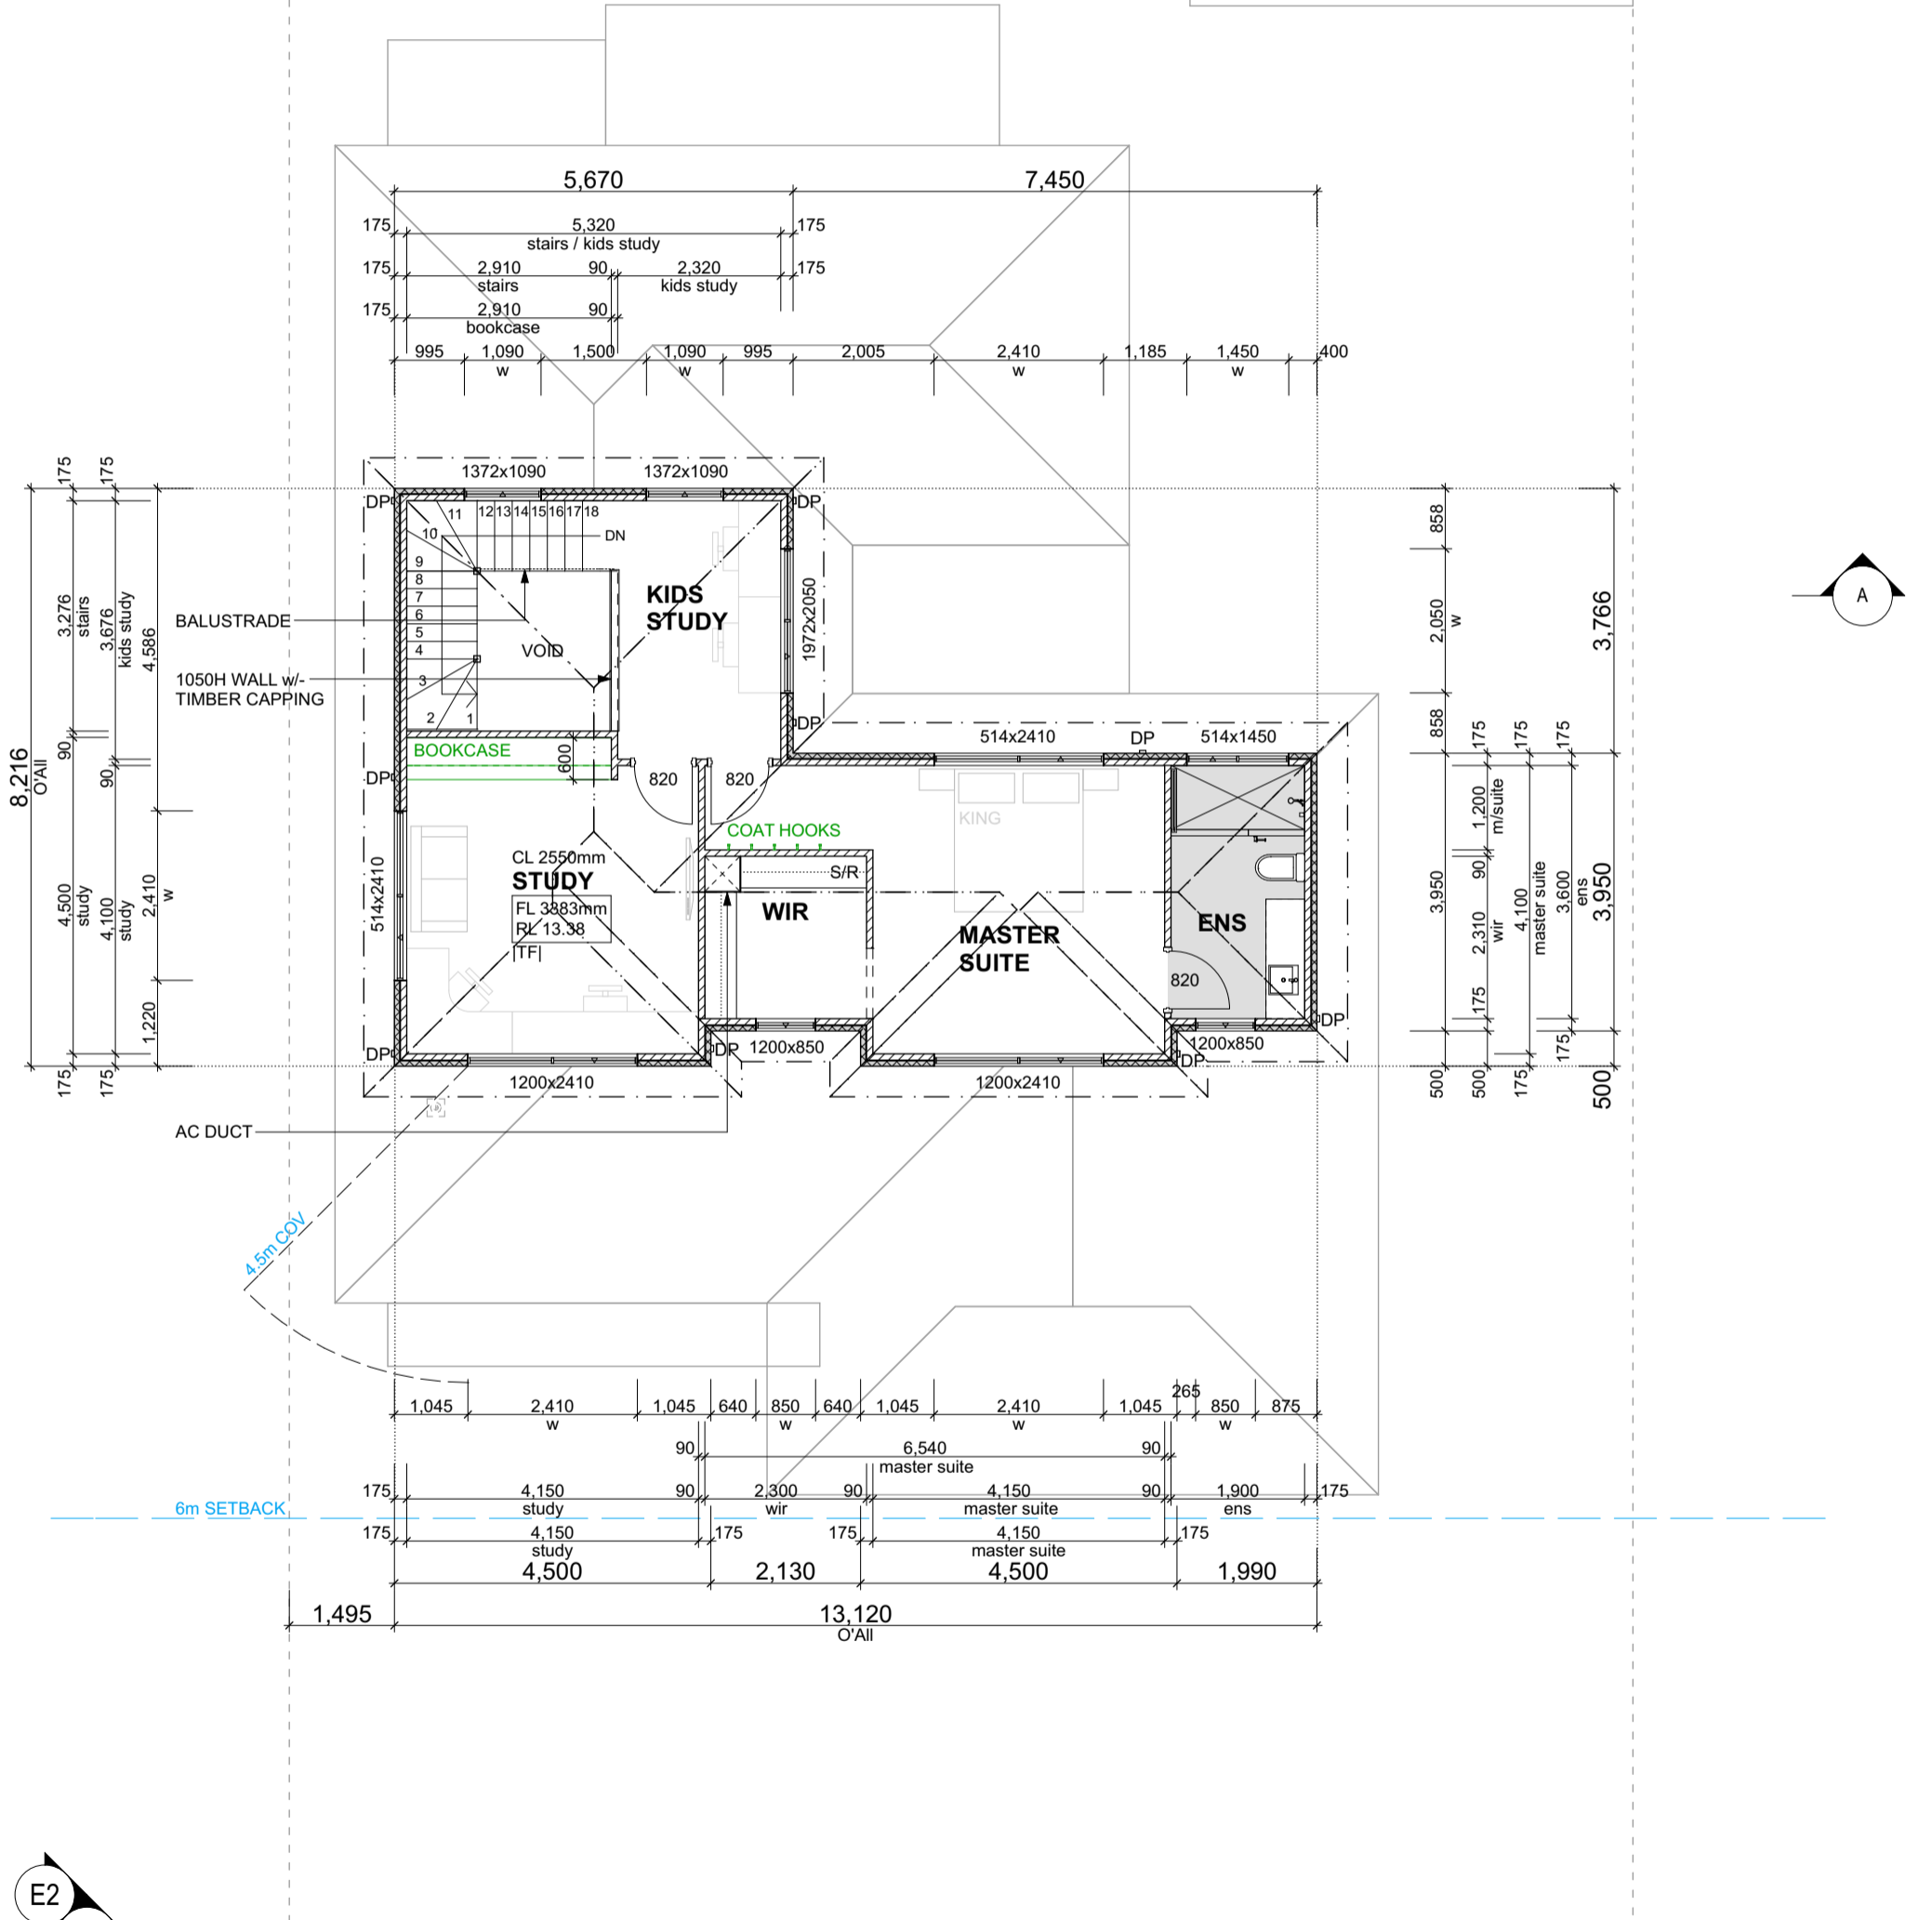 5,670 7,450
175 5,320 175
stairs / kids study
175 2,910 90 2,320 175
stairs kids study
175 2,910 90
bookcase
995 1,090 1,500 1,090 995 2,005 2,410 1,185 1,450 400
w w w w
8,216
O'All
175 3,276 90 4,500 175
stairs
study
175 3,676 90 4,100 175
kids study
study
4,586 2,410 1,220
w
1372x1090 1372x1090
DP DP
11 12 13 14 15 16 17 18
10 DN
9
8
7
6
5
4
3
2 1
BALUSTRADE
1050H WALL w/-
TIMBER CAPPING
VOID
KIDS
STUDY
1972x2050
DP
514x2410 DP 514x1450
BOOKCASE
600
DP
820 820
COAT HOOKS
KING
CL 2550mm
STUDY
FL 3383mm
RL 13.38
|TF|
514x2410
S/R
WIR
MASTER
SUITE
ENS
820
DP
DP
DP
DP
1200x850
1200x850
1200x2410
1200x2410
AC DUCT
858 2,050 858 3,950 500
w
175 1,200 90 2,310 175 500
m/suite
wir
175 4,100 175
master suite
175 3,600 175
ens
3,766
3,950
500
A
4.5m COV
265
1,045 2,410 1,045 640 850 640 1,045 2,410 1,045 850 875
w w w w
90 6,540 90
master suite
175 4,150 90 2,300 90 4,150 90 1,900 175
study wir master suite ens
6m SETBACK
175 4,150 175 175 4,150 175
study master suite
4,500 2,130 4,500 1,990
1,495 13,120
O'All
E2